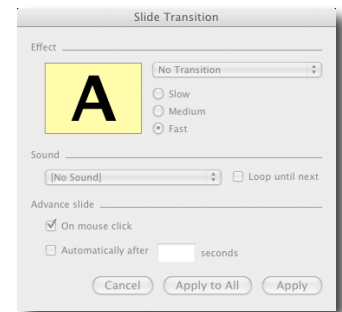 Slide Transition
Effect
A
No Transition
Slow
Medium
Fast
Sound
[No Sound]
Loop until next
Advance slide
On mouse click
Automatically after seconds
Cancel Apply to All Apply